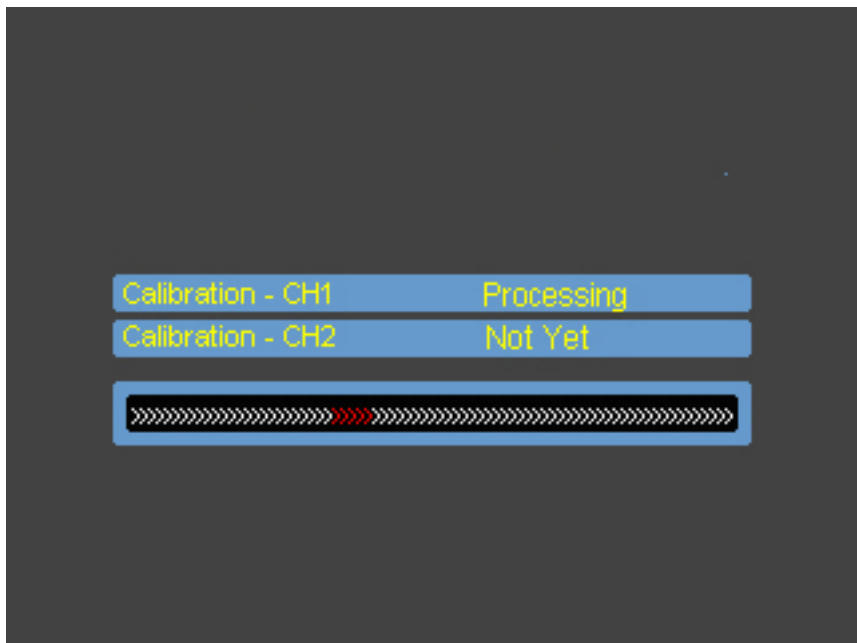 Calibration - CH1 Processing
Calibration - CH2 Not Yet